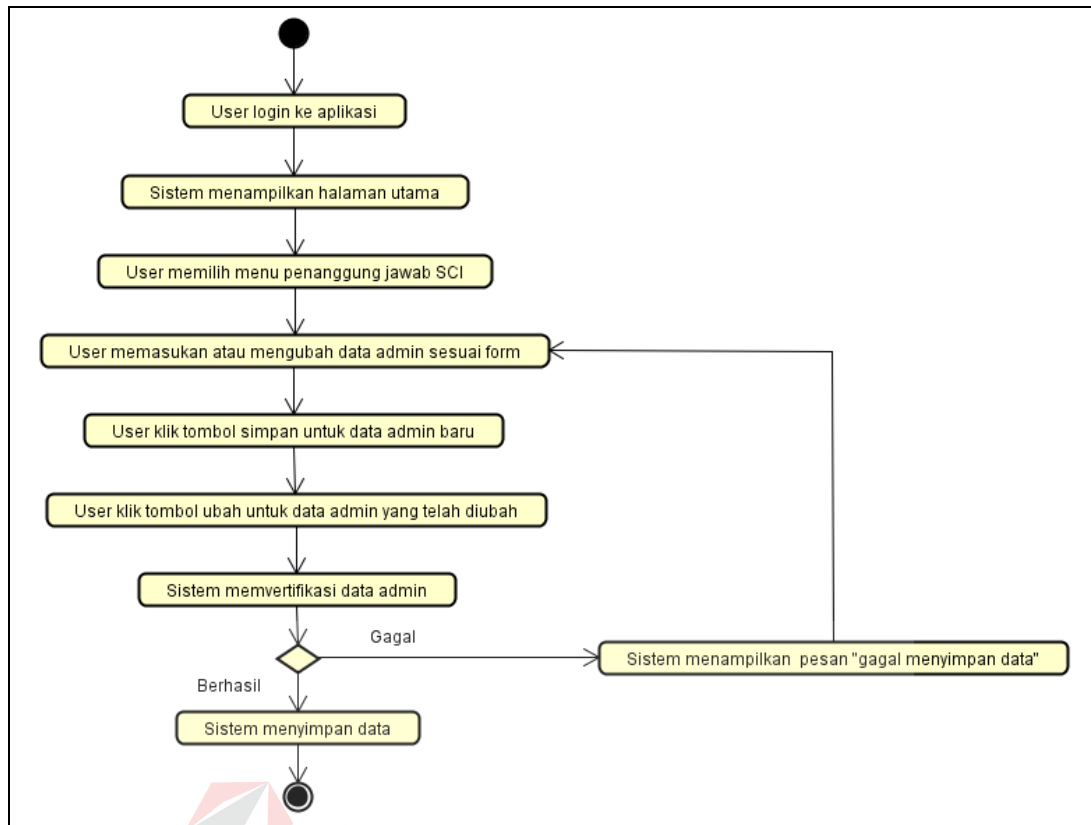 User login ke aplikasi
Sistem menampilkan halaman utama
User memilih menu penanggung jawab SCI
User memasukan atau mengubah data admin sesuai form
User klik tombol simpan untuk data admin baru
User klik tombol ubah untuk data admin yang telah diubah
Sistem memvertifikasi data admin
Gagal
Sistem menampilkan pesan "gagal menyimpan data"
Berhasil
Sistem menyimpan data